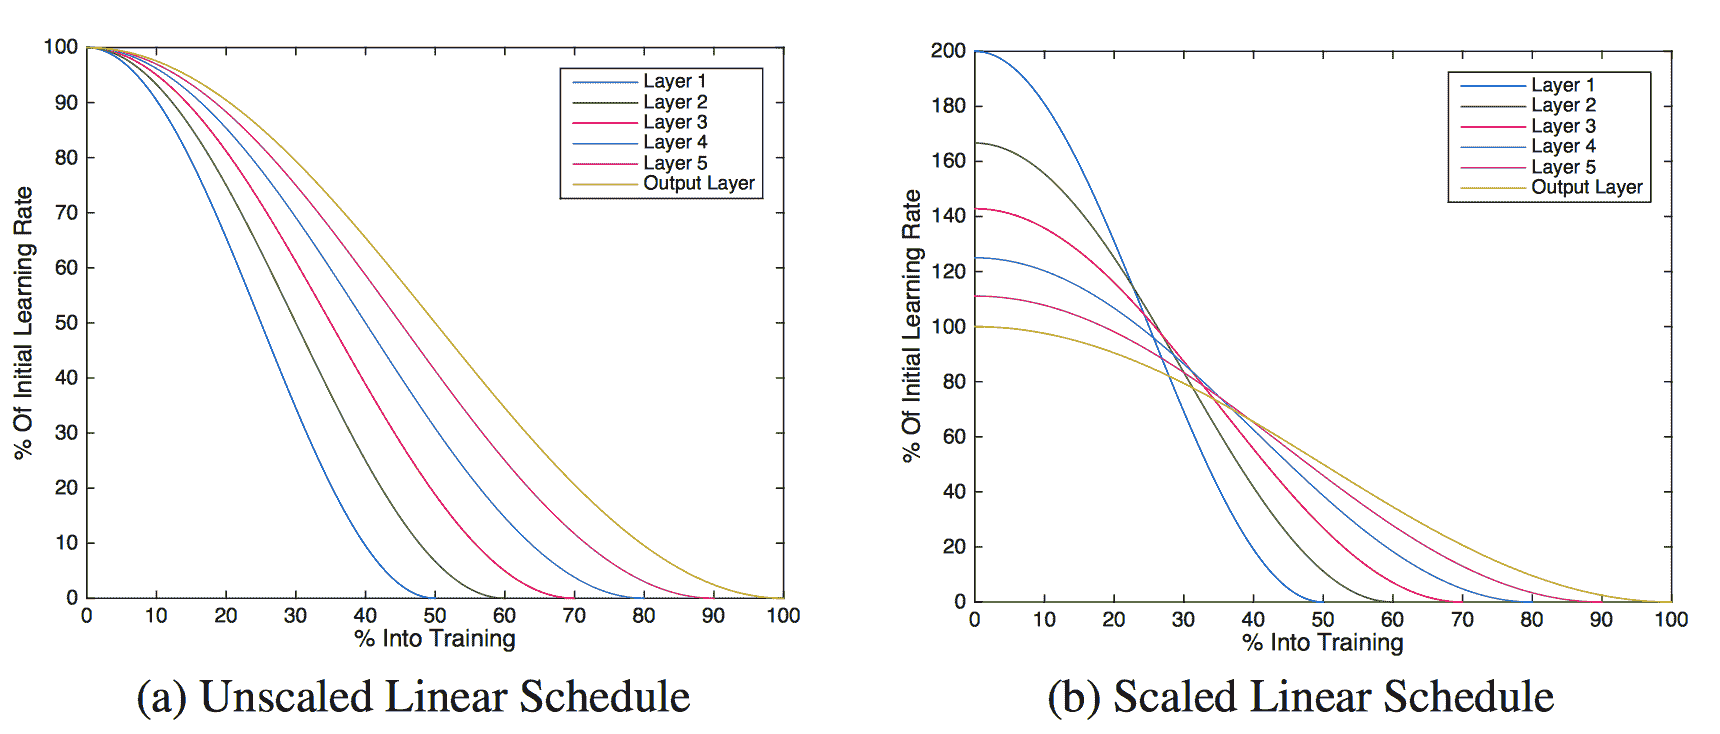 100
90
80
70
60
50
40
30
20
10
0
% Of Initial Learning Rate
Layer 1
Layer 2
Layer 3
Layer 4
Layer 5
Output Layer
0 10 20 30 40 50 60 70 80 90 100
% Into Training
(a) Unscaled Linear Schedule
200
180
160
140
120
100
80
60
40
20
0
% Of Initial Learning Rate
Layer 1
Layer 2
Layer 3
Layer 4
Layer 5
Output Layer
0 10 20 30 40 50 60 70 80 90 100
% Into Training
(b) Scaled Linear Schedule